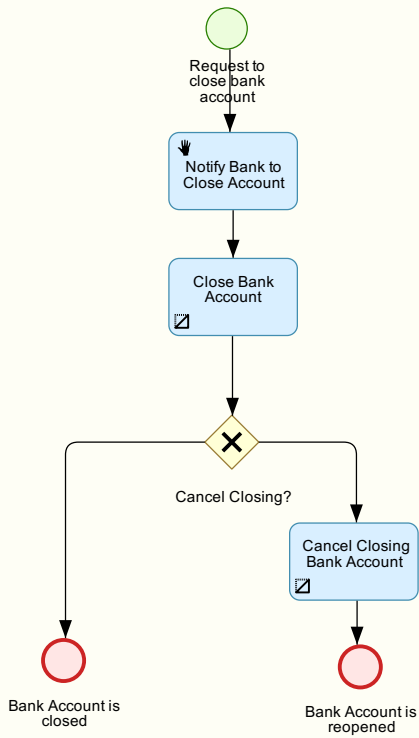 Request to
close bank
account
Notify Bank to
Close Account
Close Bank
Account
Cancel Closing?
Cancel Closing
Bank Account
Bank Account is
closed
Bank Account is
reopened